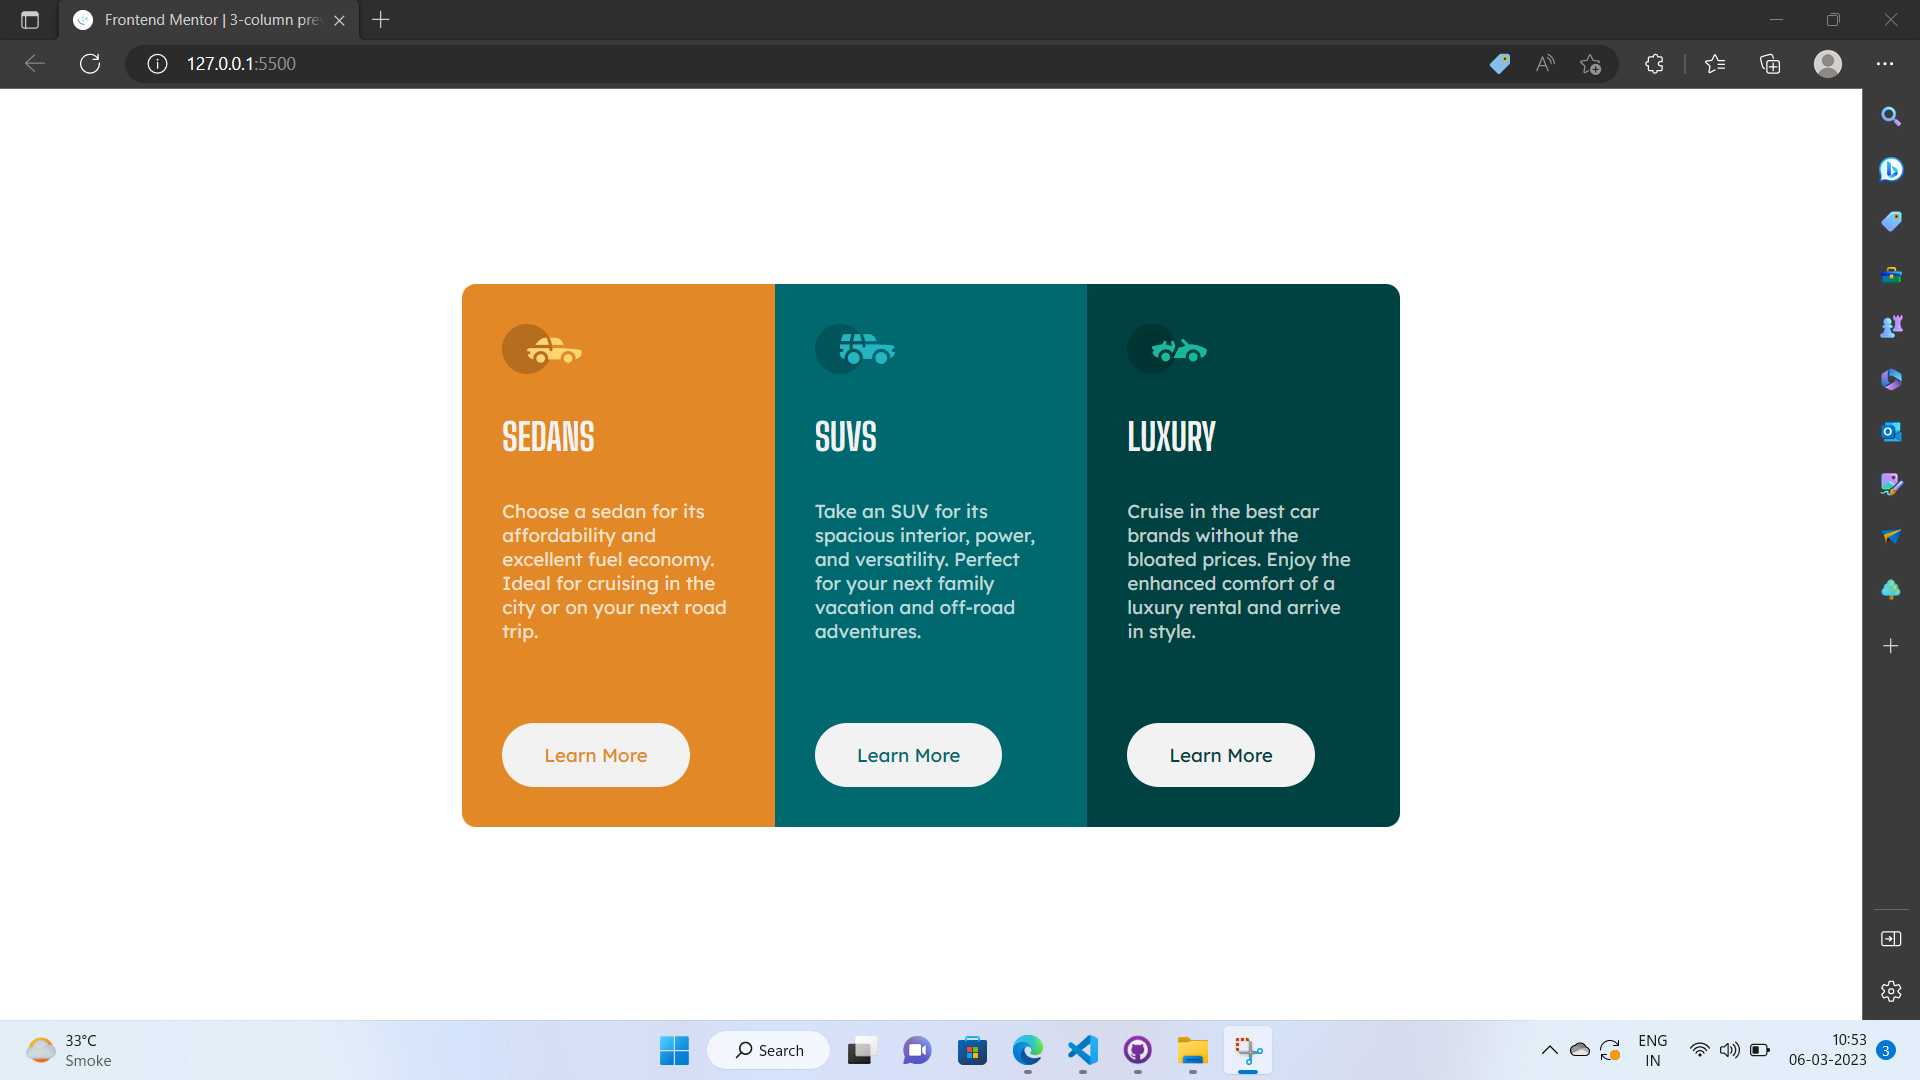 Frontend Mentor | 3-column pre
127.0.0.1:5500
SEDANS
Choose a sedan for its
affordability and
excellent fuel economy.
Ideal for cruising in the
city or on your next road
trip.
Learn More
SUVS
Take an SUV for its
spacious interior, power,
and versatility. Perfect
for your next family
vacation and off-road
adventures.
Learn More
LUXURY
Cruise in the best car
brands without the
bloated prices. Enjoy the
enhanced comfort of a
luxury rental and arrive
in style.
Learn More
33°C
Smoke
Search
ENG
IN
10:53
06-03-2023
3